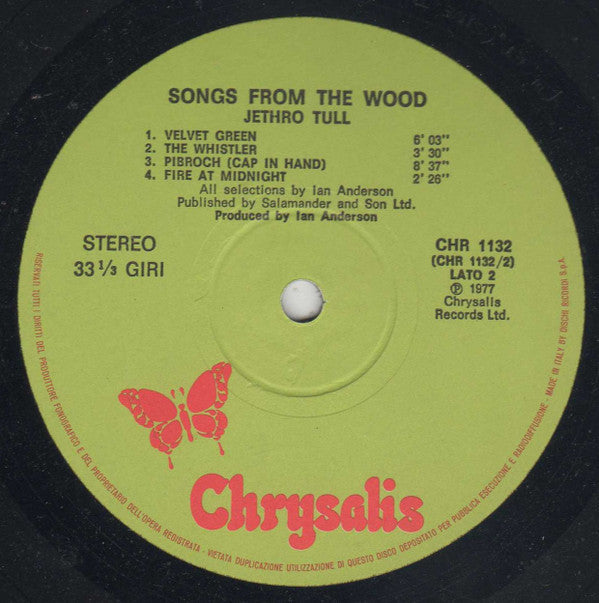 SONGS FROM THE WOOD
JETHRO TULL
1. VELVET GREEN 6' 03"
2. THE WHISTLER 3' 30"
3. PIBROCH (CAP IN HAND) 8' 37"
4. FIRE AT MIDNIGHT 2' 26"
All selections by Ian Anderson
Published by Salamander and Son Ltd.
Produced by Ian Anderson
STEREO
33 1/3 GIRI
CHR 1132
(CHR 1132/2)
LATO 2
℗ 1977
Chrysalis
Records Ltd.
Chrysalis
RISERVATI TUTTI I DIRITTI DEL PRODUTTORE FONOGRAFICO E DEL PROPRIETARIO DELL'OPERA REGISTRATA - VIETATA DUPLICAZIONE UTILIZZAZIONE DI QUESTO DISCO DEPOSITATO PER PUBBLICA ESECUZIONE E RADIODIFFUSIONE - MADE IN ITALY BY DISCHI RICORDI S.p.A.